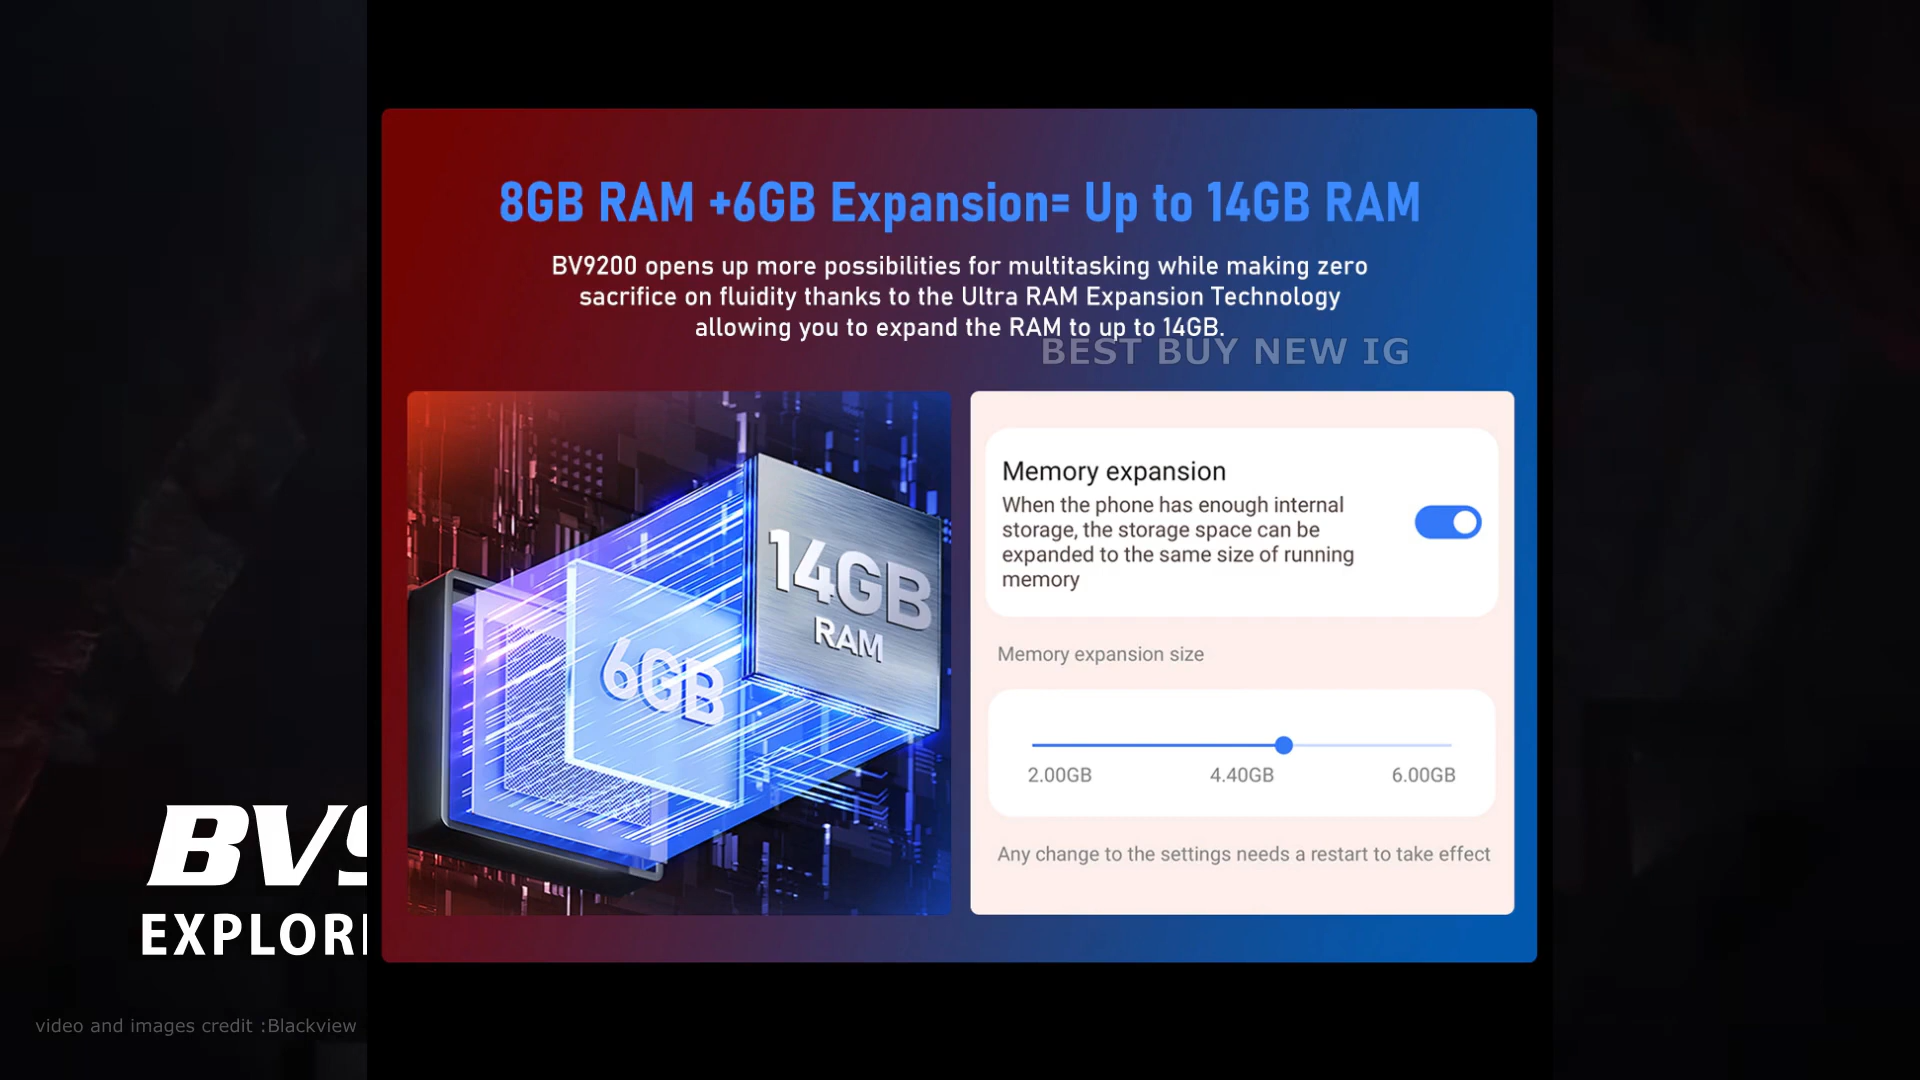 8GB RAM +6GB Expansion= Up to 14GB RAM
BV9200 opens up more possibilities for multitasking while making zero
sacrifice on fluidity thanks to the Ultra RAM Expansion Technology
allowing you to expand the RAM to up to 14GB.
BEST BUY NEW IG
14GB
RAM
6GB
Memory expansion
When the phone has enough internal
storage, the storage space can be
expanded to the same size of running
memory
Memory expansion size
2.00GB 4.40GB 6.00GB
Any change to the settings needs a restart to take effect
BV9
EXPLOR
video and images credit :Blackview